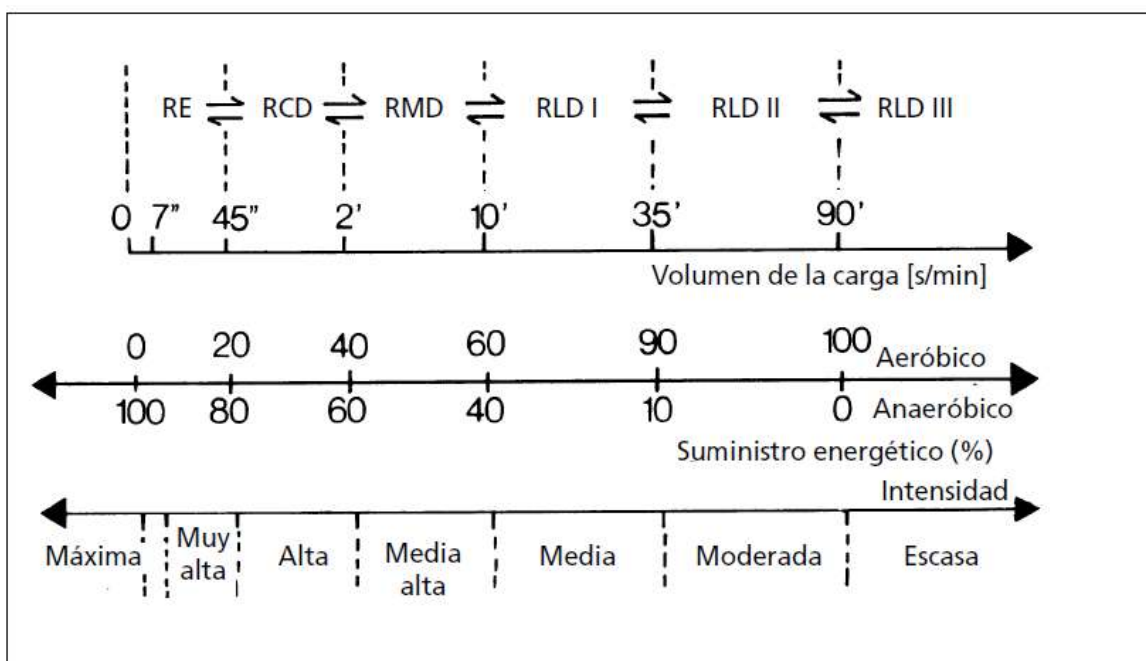 RE ⇌ RCD ⇌ RMD ⇌ RLD I ⇌ RLD II ⇌ RLD III
0 7” 45” 2’ 10’ 35’ 90’
Volumen de la carga [s/min]
0 20 40 60 90 100 Aeróbico
100 80 60 40 10 0 Anaeróbico
Suministro energético (%)
Intensidad
Máxima Muy alta Alta Media alta Media Moderada Escasa